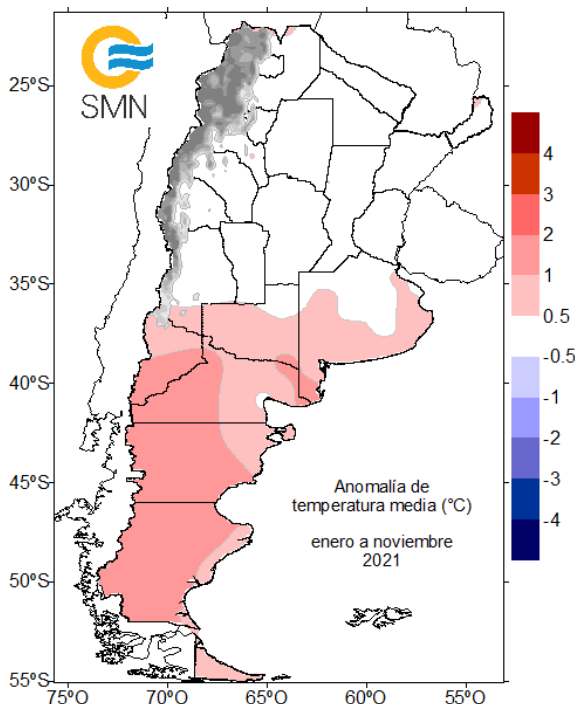 SMN
25ºS
30ºS
35ºS
40ºS
45ºS
50ºS
55ºS
75ºO
70ºO
65ºO
60ºO
55ºO
4
3
2
1
0.5
-0.5
-1
-2
-3
-4
Anomalía de
temperatura media (°C)
enero a noviembre
2021